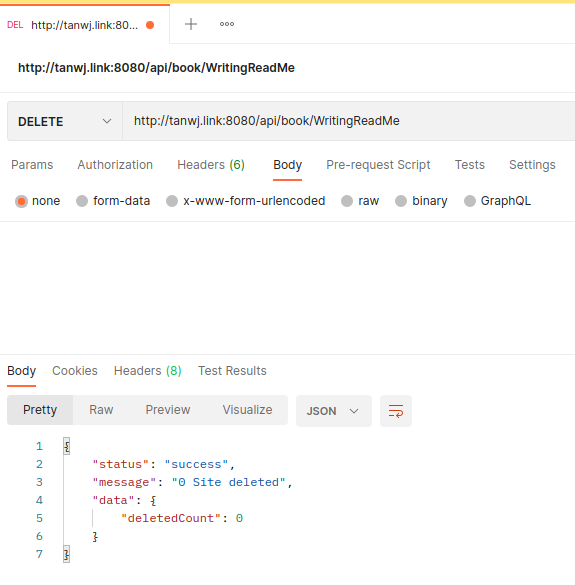 DEL http://tanwj.link:80...
http://tanwj.link:8080/api/book/WritingReadMe
DELETE http://tanwj.link:8080/api/book/WritingReadMe
Params Authorization Headers (6) Body Pre-request Script Tests Settings
none form-data x-www-form-urlencoded raw binary GraphQL
Body Cookies Headers (8) Test Results
Pretty Raw Preview Visualize JSON
1 {
2 "status": "success",
3 "message": "0 Site deleted",
4 "data": {
5 "deletedCount": 0
6 }
7 }